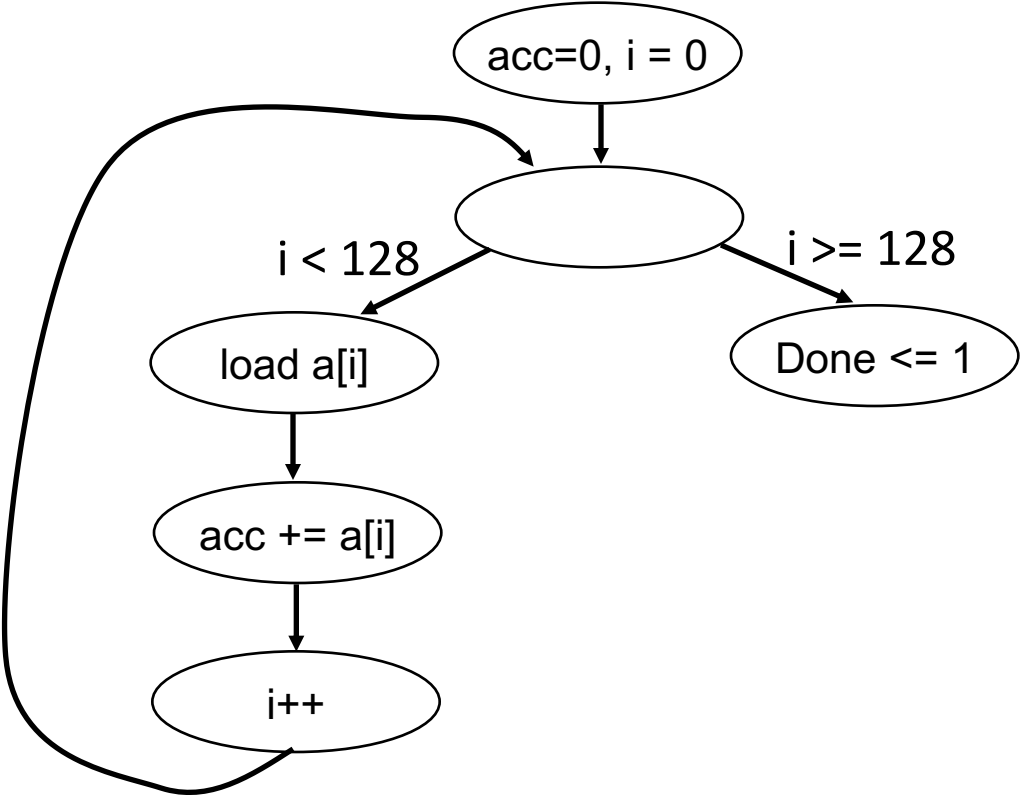 acc=0, i = 0
i < 128
i >= 128
load a[i]
Done <= 1
acc += a[i]
i++